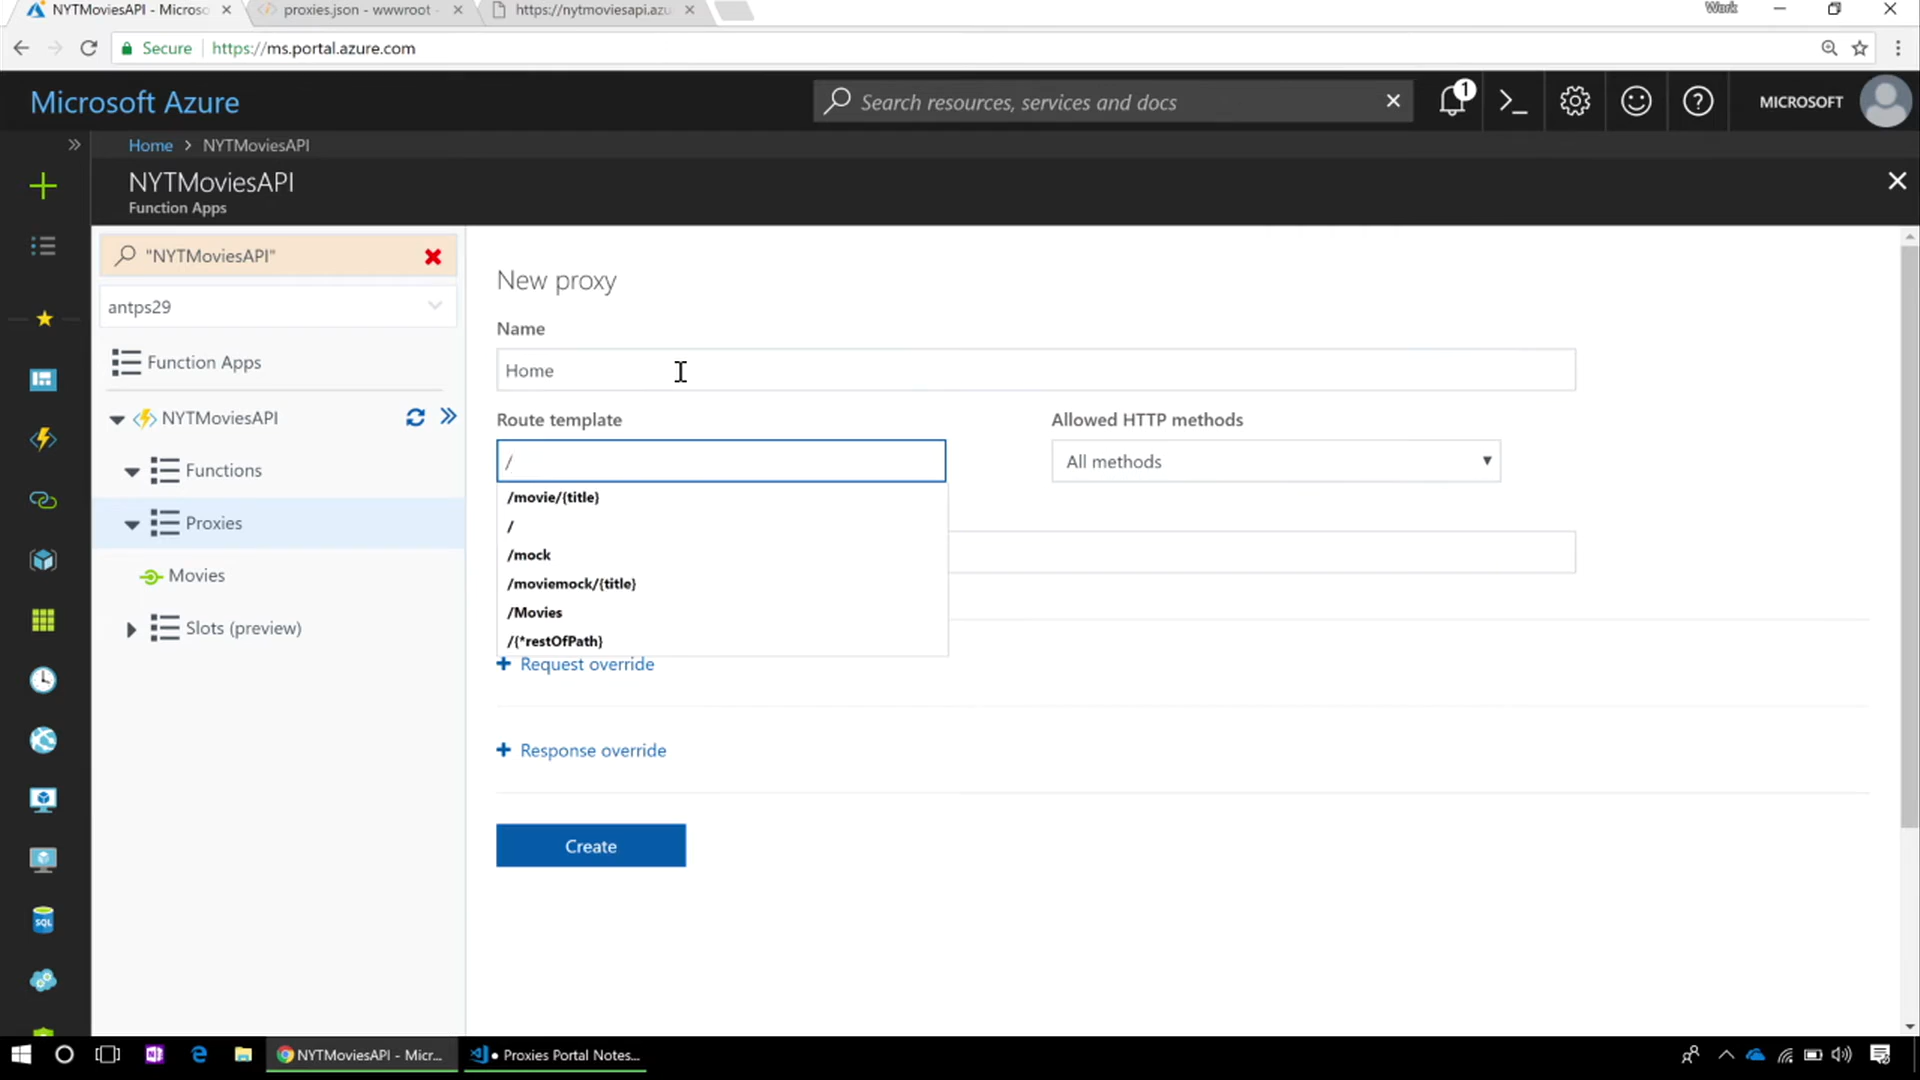 NYTMoviesAPI - Microso
proxies.json - wwwroot -
https://nytmoviesapi.azu
Work
Secure
https://ms.portal.azure.com
Microsoft Azure
Search resources, services and docs
1
MICROSOFT
Home > NYTMoviesAPI
NYTMoviesAPI
Function Apps
"NYTMoviesAPI"
antps29
Function Apps
NYTMoviesAPI
Functions
Proxies
Movies
Slots (preview)
New proxy
Name
Home
Route template
Allowed HTTP methods
/
All methods
/movie/{title}
/
/mock
/moviemock/{title}
/Movies
/{*restOfPath}
Request override
Response override
Create
SQL
NYTMoviesAPI - Micr...
Proxies Portal Notes...